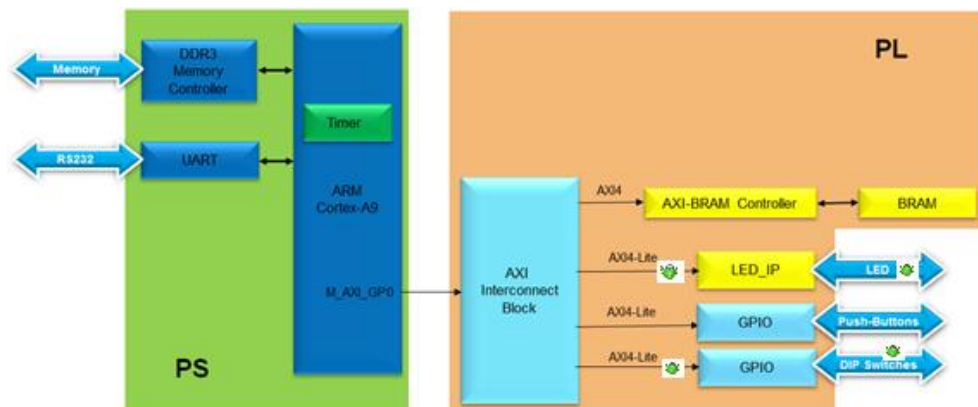 PL
DDR3
Memory
Controller
Memory
Timer
RS232
UART
ARM
Cortex-A9
AXI4
AXI-BRAM Controller
BRAM
AXI4-Lite
LED_IP
LED
AXI
Interconnect
Block
M_AXI_GP0
AXI4-Lite
GPIO
Push-Buttons
AXI4-Lite
GPIO
DIP Switches
PS